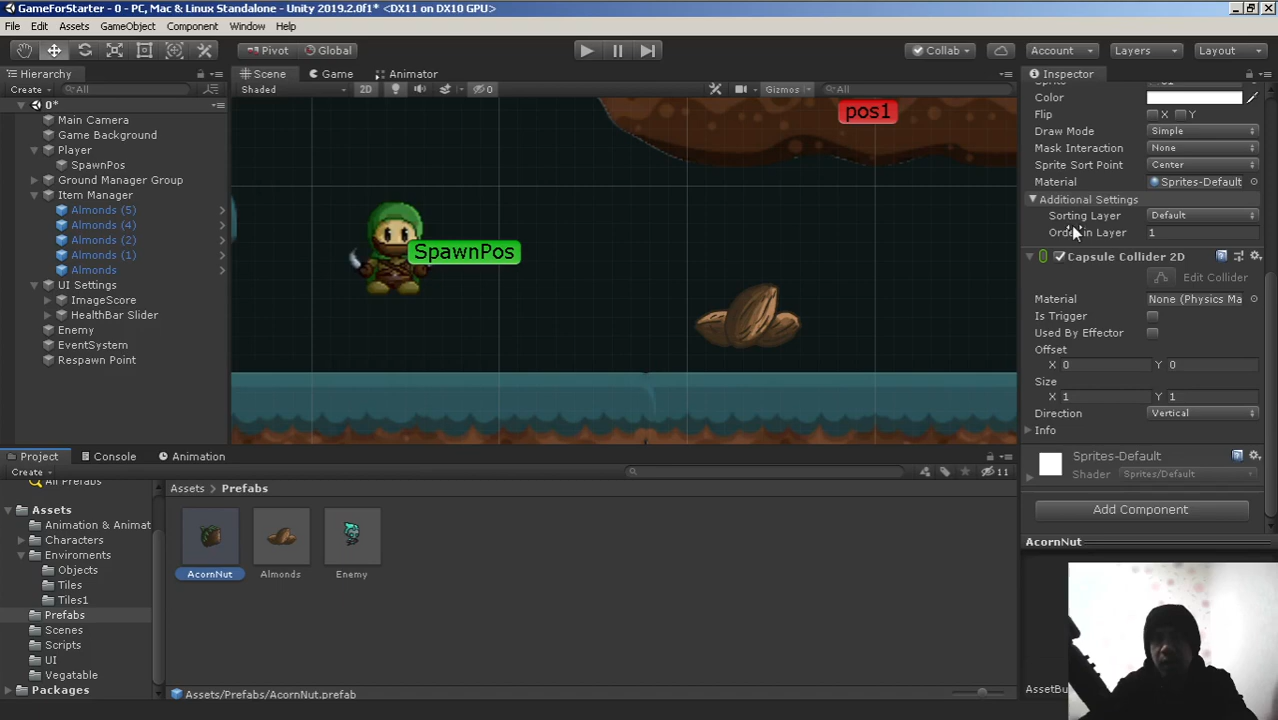 GameForStarter - 0 - PC, Mac & Linux Standalone - Unity 2019.2.0f1* <DX11 on DX10 GPU>
File Edit Assets GameObject Component Window Help
Pivot Global Collab Account Layers Layout
Hierarchy Scene Game Animator Inspector
Create All Shaded 2D 0 Gizmos All
0*
Main Camera
Game Background
Player
SpawnPos
Ground Manager Group
Item Manager
Almonds (5)
Almonds (4)
Almonds (2)
Almonds (1)
Almonds
UI Settings
ImageScore
HealthBar Slider
Enemy
EventSystem
Respawn Point
pos1
SpawnPos
Color
Flip X Y
Draw Mode Simple
Mask Interaction None
Sprite Sort Point Center
Material Sprites-Default
Additional Settings
Sorting Layer Default
Order in Layer 1
Capsule Collider 2D
Edit Collider
Material None (Physics Ma
Is Trigger
Used By Effector
Offset
X 0 Y 0
Size
X 1 Y 1
Direction Vertical
Info
Sprites-Default
Shader Sprites/Default
Add Component
AcornNut
Project Console Animation
Create 11
All Prefabs
Assets
Animation & Animat
Characters
Enviroments
Objects
Tiles
Tiles1
Prefabs
Scenes
Scripts
UI
Vegatable
Packages
Assets Prefabs
AcornNut Almonds Enemy
Assets/Prefabs/AcornNut.prefab